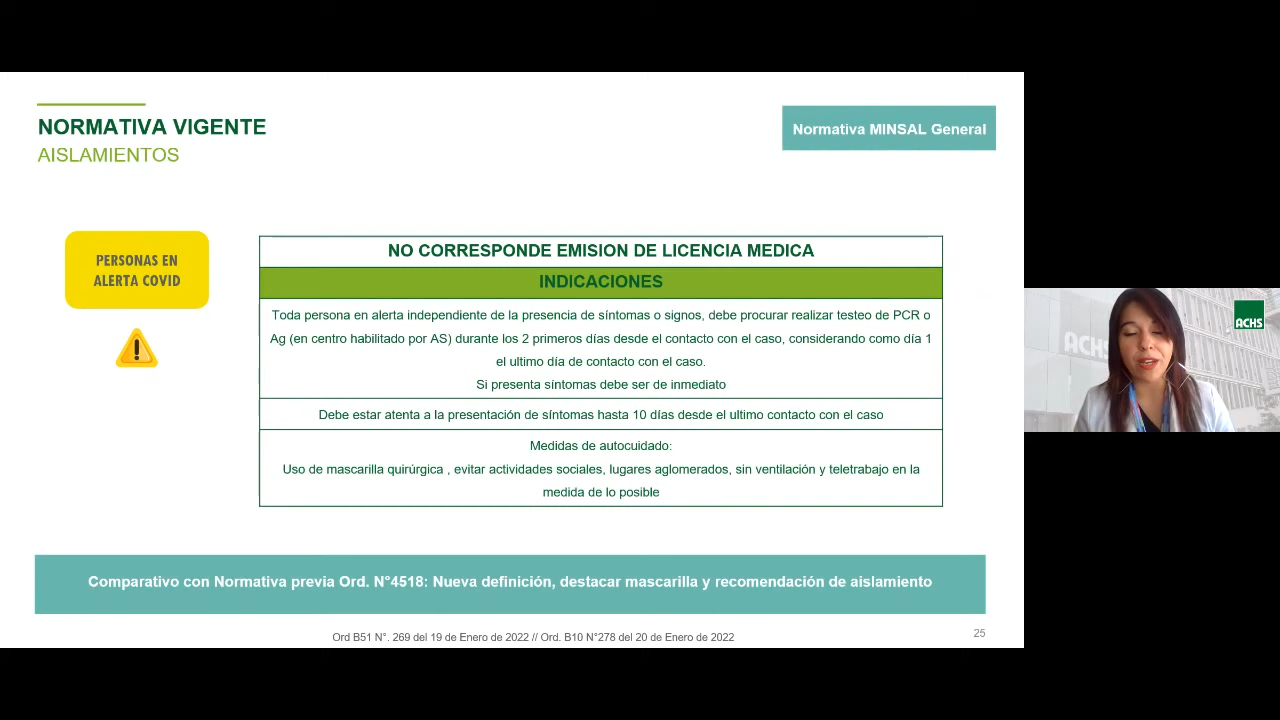 NORMATIVA VIGENTE
AISLAMIENTOS
Normativa MINSAL General
PERSONAS EN
ALERTA COVID
NO CORRESPONDE EMISION DE LICENCIA MEDICA
INDICACIONES
Toda persona en alerta independiente de la presencia de síntomas o signos, debe procurar realizar testeo de PCR o
Ag (en centro habilitado por AS) durante los 2 primeros días desde el contacto con el caso, considerando como día 1
el ultimo día de contacto con el caso.
Si presenta síntomas debe ser de inmediato
Debe estar atenta a la presentación de síntomas hasta 10 días desde el ultimo contacto con el caso
Medidas de autocuidado:
Uso de mascarilla quirúrgica , evitar actividades sociales, lugares aglomerados, sin ventilación y teletrabajo en la
medida de lo posible
Comparativo con Normativa previa Ord. N°4518: Nueva definición, destacar mascarilla y recomendación de aislamiento
Ord B51 N°. 269 del 19 de Enero de 2022 // Ord. B10 N°278 del 20 de Enero de 2022
25
ACHS
ACHS